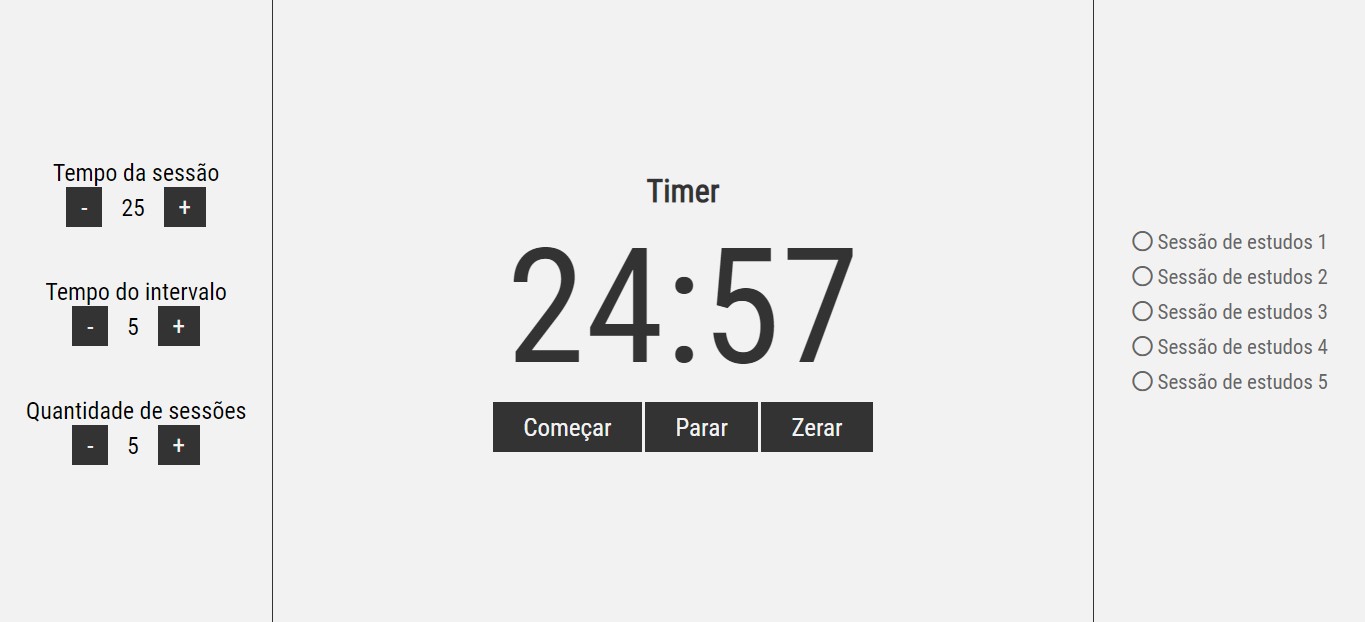 Tempo da sessão
- 25 +
Tempo do intervalo
- 5 +
Quantidade de sessões
- 5 +
Timer
24:57
Começar Parar Zerar
Sessão de estudos 1
Sessão de estudos 2
Sessão de estudos 3
Sessão de estudos 4
Sessão de estudos 5